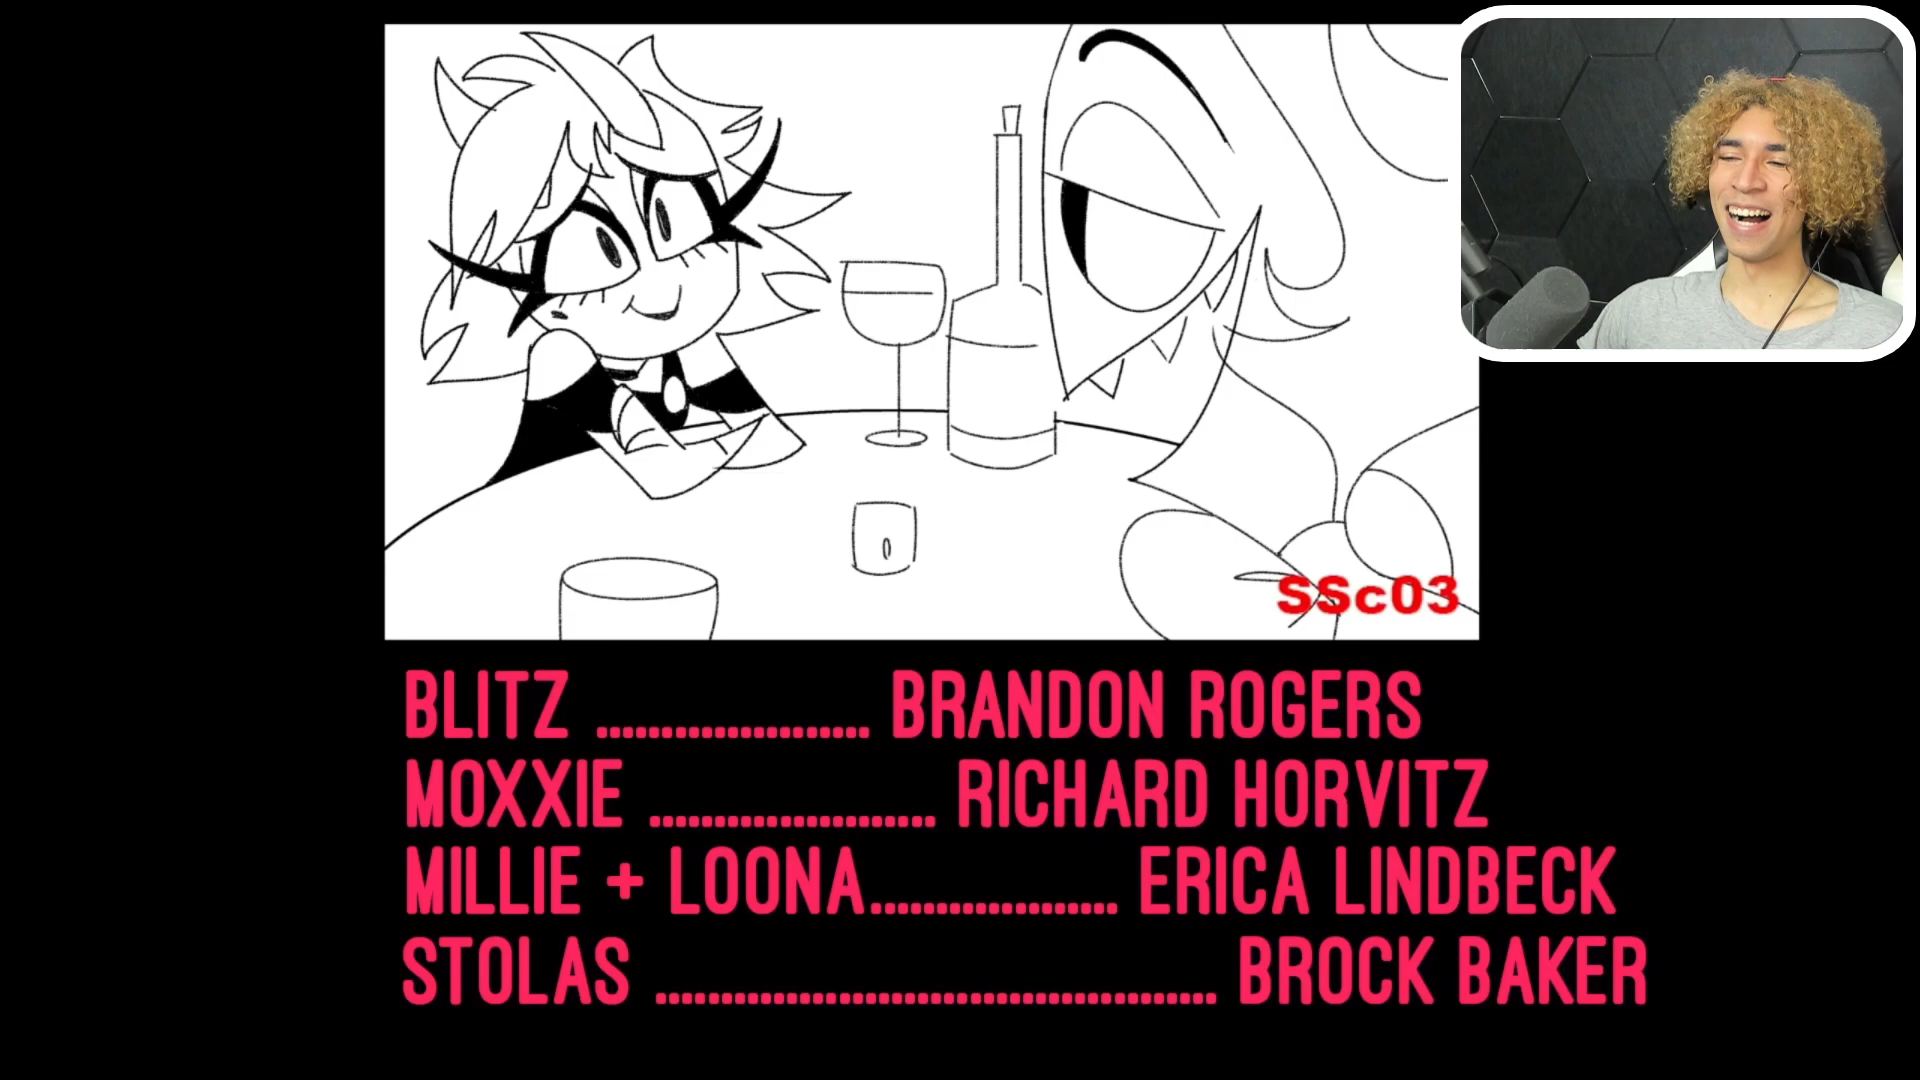 SSc03
BLITZ ..................... BRANDON ROGERS
MOXXIE ...................... RICHARD HORVITZ
MILLIE + LOONA................... ERICA LINDBECK
STOLAS ........................................... BROCK BAKER